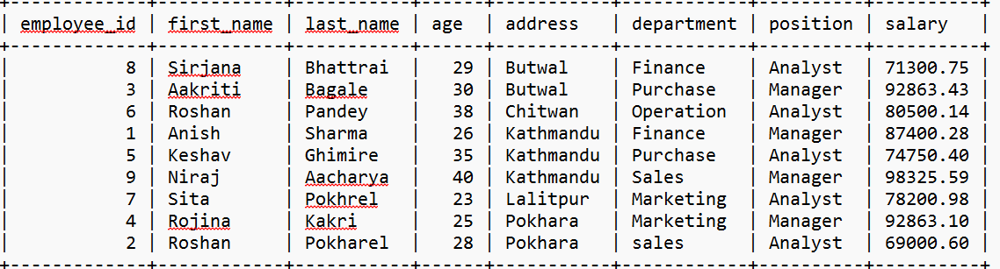 +-------------+------------+-----------+------+-----------+------------+----------+----------+
| employee_id | first_name | last_name | age  | address   | department | position | salary   |
+-------------+------------+-----------+------+-----------+------------+----------+----------+
|           8 | Sirjana    | Bhattrai  |   29 | Butwal    | Finance    | Analyst  | 71300.75 |
|           3 | Aakriti    | Bagale    |   30 | Butwal    | Purchase   | Manager  | 92863.43 |
|           6 | Roshan     | Pandey    |   38 | Chitwan   | Operation  | Analyst  | 80500.14 |
|           1 | Anish      | Sharma    |   26 | Kathmandu | Finance    | Manager  | 87400.28 |
|           5 | Keshav     | Ghimire   |   35 | Kathmandu | Purchase   | Analyst  | 74750.40 |
|           9 | Niraj      | Aacharya  |   40 | Kathmandu | Sales      | Manager  | 98325.59 |
|           7 | Sita       | Pokhrel   |   23 | Lalitpur  | Marketing  | Analyst  | 78200.98 |
|           4 | Rojina     | Kakri     |   25 | Pokhara   | Marketing  | Manager  | 92863.10 |
|           2 | Roshan     | Pokharel  |   28 | Pokhara   | sales      | Analyst  | 69000.60 |
+-------------+------------+-----------+------+-----------+------------+----------+----------+